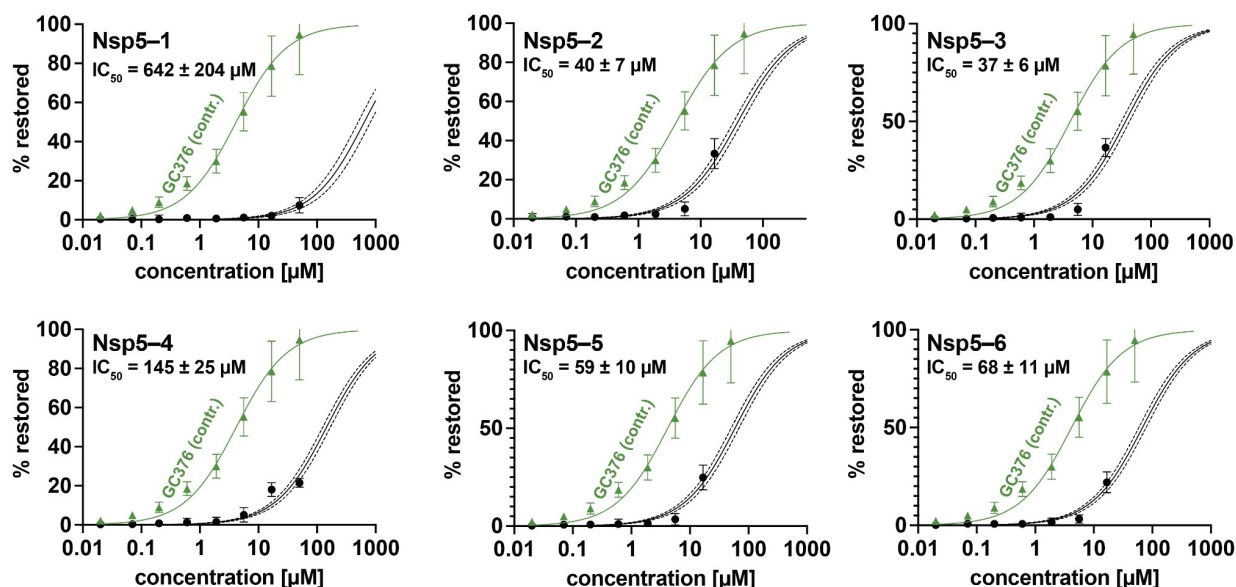 Nsp5–1
IC50 = 642 ± 204 µM
GC376 (contr.)
% restored
100
80
60
40
20
0
0.01 0.1 1 10 100 1000
concentration [µM]
Nsp5–2
IC50 = 40 ± 7 µM
GC376 (contr.)
% restored
100
80
60
40
20
0
0.01 0.1 1 10 100
concentration [µM]
Nsp5–3
IC50 = 37 ± 6 µM
GC376 (contr.)
% restored
100
50
0
0.01 0.1 1 10 100 1000
concentration [µM]
Nsp5–4
IC50 = 145 ± 25 µM
GC376 (contr.)
% restored
100
80
60
40
20
0
0.01 0.1 1 10 100 1000
concentration [µM]
Nsp5–5
IC50 = 59 ± 10 µM
GC376 (contr.)
% restored
100
50
0
0.01 0.1 1 10 100 1000
concentration [µM]
Nsp5–6
IC50 = 68 ± 11 µM
GC376 (contr.)
% restored
100
50
0
0.01 0.1 1 10 100 1000
concentration [µM]